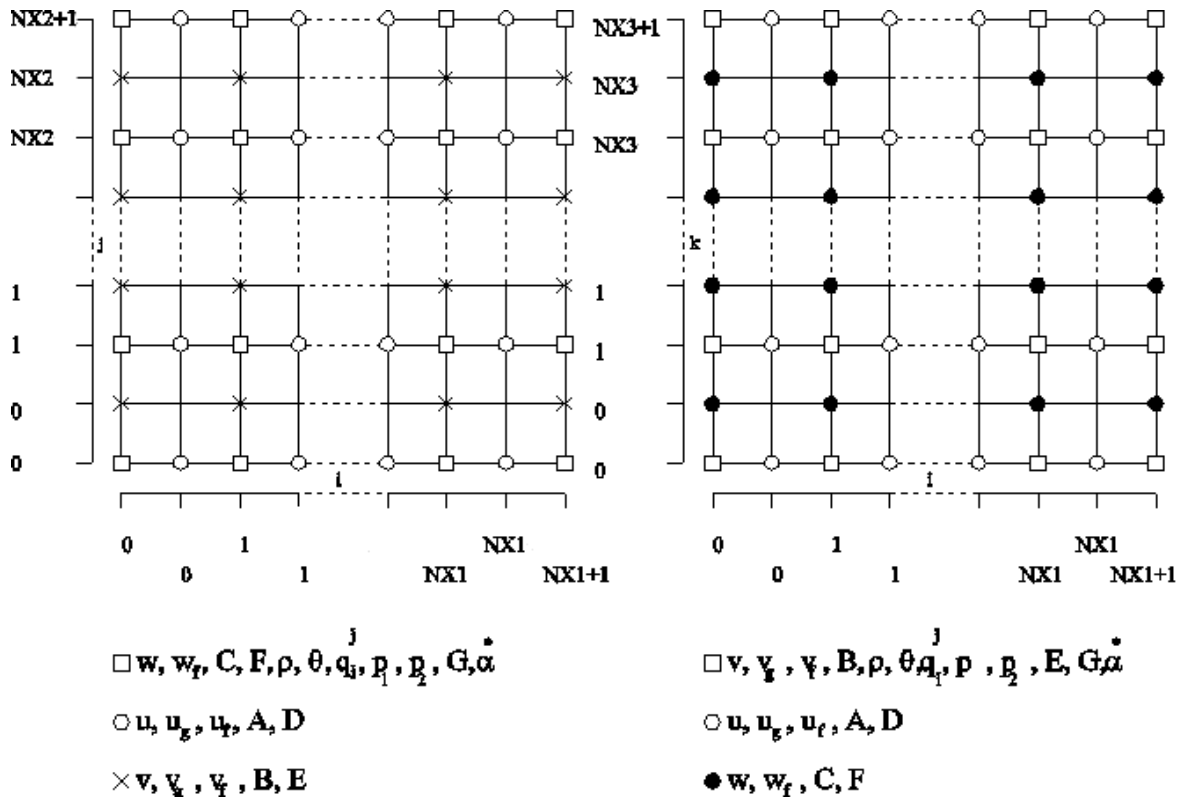 NX2+1
NX2
NX2
j
1
1
0
0
i
0 1 NX1
0 1 NX1 NX1+1
□ w, w_f, C, F, ρ, θ, q_i^j, p_1, p_2, G, α*
○ u, u_g, u_f, A, D
× v, v_g, v_f, B, E
NX3+1
NX3
NX3
k
1
1
0
0
i
0 1 NX1
0 1 NX1 NX1+1
□ v, v_g, v_f, B, ρ, θ, q_i^j, p, p_2, E, G, α*
○ u, u_g, u_f, A, D
● w, w_f, C, F